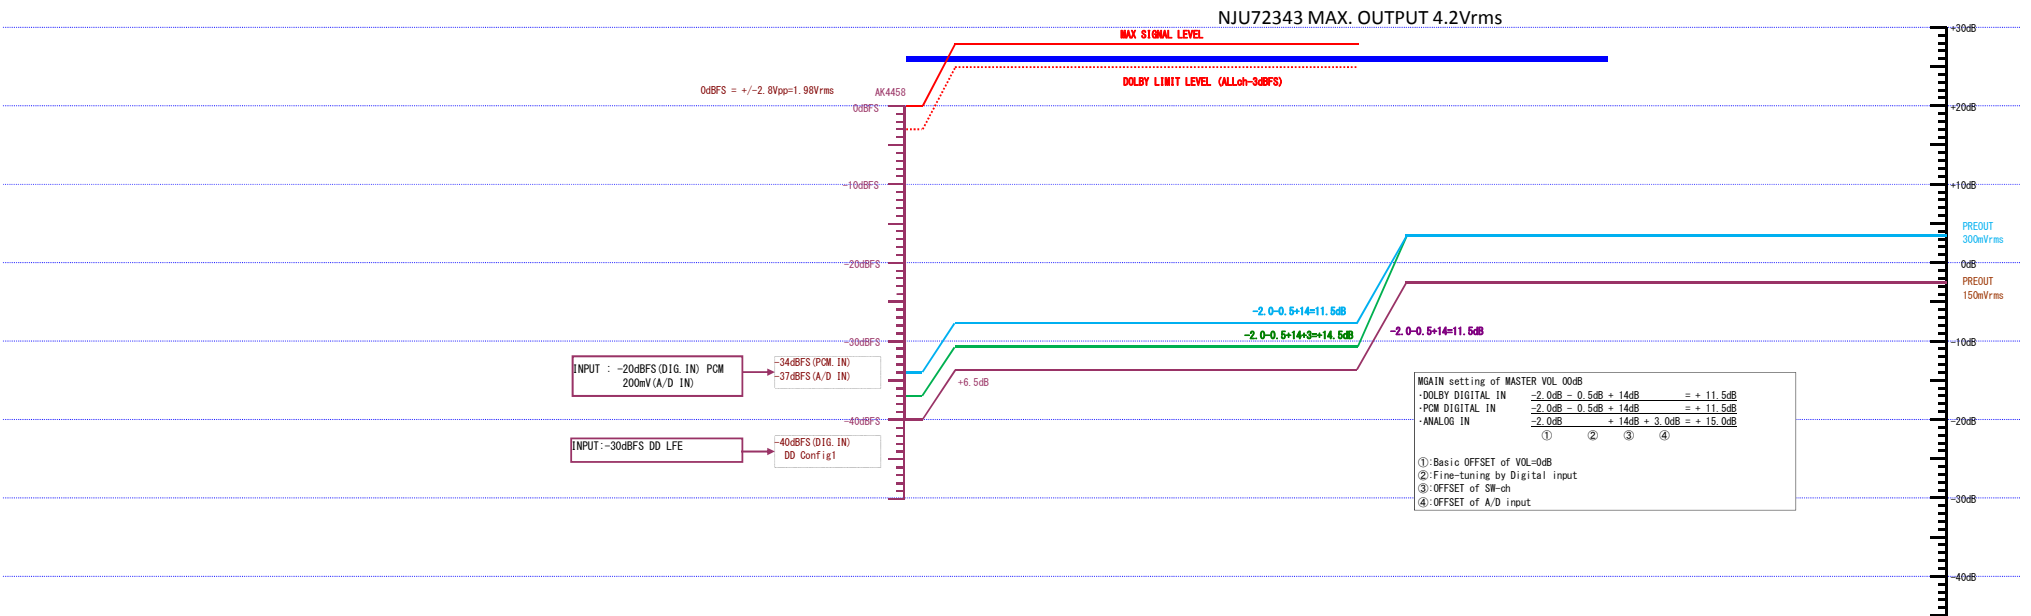 NJU72343 MAX. OUTPUT 4.2Vrms
+30dB
MAX SIGNAL LEVEL
DOLBY LIMIT LEVEL (ALLch-3dBFS)
0dBFS = +/-2.8Vpp=1.98Vrms
AK4458
0dBFS
+20dB
-10dBFS
+10dB
PREOUT
300mVrms
-20dBFS
0dB
PREOUT
150mVrms
-2.0-0.5+14=11.5dB
-2.0-0.5+14+3=+14.5dB
-2.0-0.5+14=11.5dB
-30dBFS
-10dB
INPUT : -20dBFS(DIG.IN) PCM
200mV(A/D IN)
-34dBFS(PCM.IN)
-37dBFS(A/D IN)
+6.5dB
MGAIN setting of MASTER VOL 00dB
・DOLBY DIGITAL IN -2.0dB - 0.5dB + 14dB = + 11.5dB
・PCM DIGITAL IN -2.0dB - 0.5dB + 14dB = + 11.5dB
・ANALOG IN -2.0dB + 14dB + 3.0dB = + 15.0dB
① ② ③ ④
①:Basic OFFSET of VOL=0dB
②:Fine-tuning by Digital input
③:OFFSET of SW-ch
④:OFFSET of A/D input
-40dBFS
-20dB
INPUT:-30dBFS DD LFE
-40dBFS(DIG.IN)
DD Config1
-30dB
-40dB